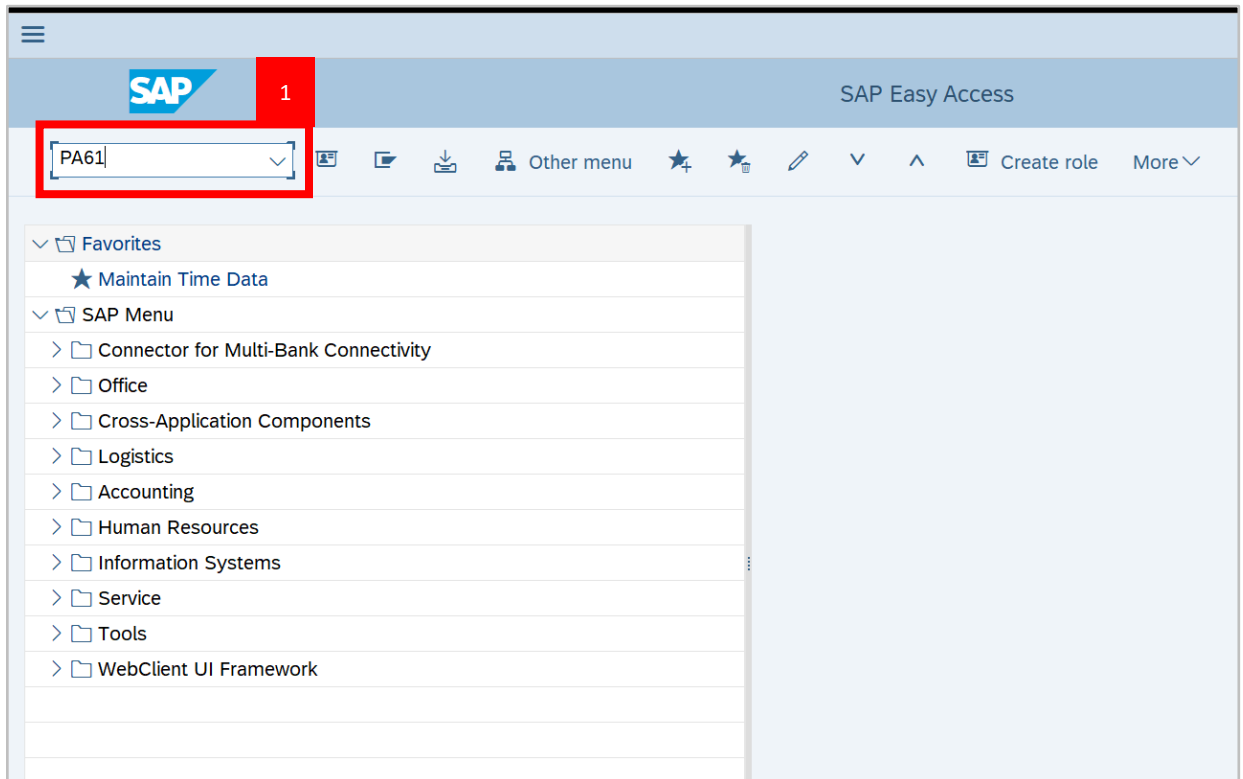 SAP
1
SAP Easy Access
PA61
Other menu
Create role
More
Favorites
Maintain Time Data
SAP Menu
Connector for Multi-Bank Connectivity
Office
Cross-Application Components
Logistics
Accounting
Human Resources
Information Systems
Service
Tools
WebClient UI Framework